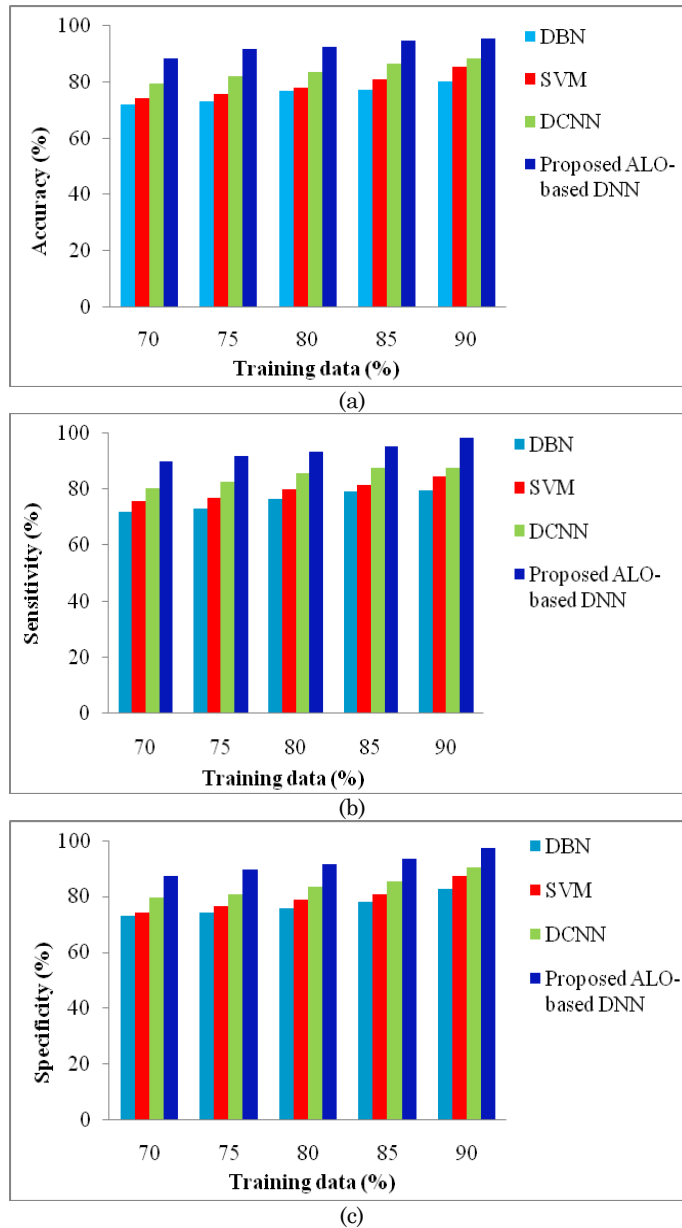 100
80
60
40
20
0
Accuracy (%)
70 75 80 85 90
Training data (%)
DBN
SVM
DCNN
Proposed ALO-
based DNN
(a)
100
80
60
40
20
0
Sensitivity (%)
70 75 80 85 90
Training data (%)
DBN
SVM
DCNN
Proposed ALO-
based DNN
(b)
100
80
60
40
20
0
Specificity (%)
70 75 80 85 90
Training data (%)
DBN
SVM
DCNN
Proposed ALO-
based DNN
(c)